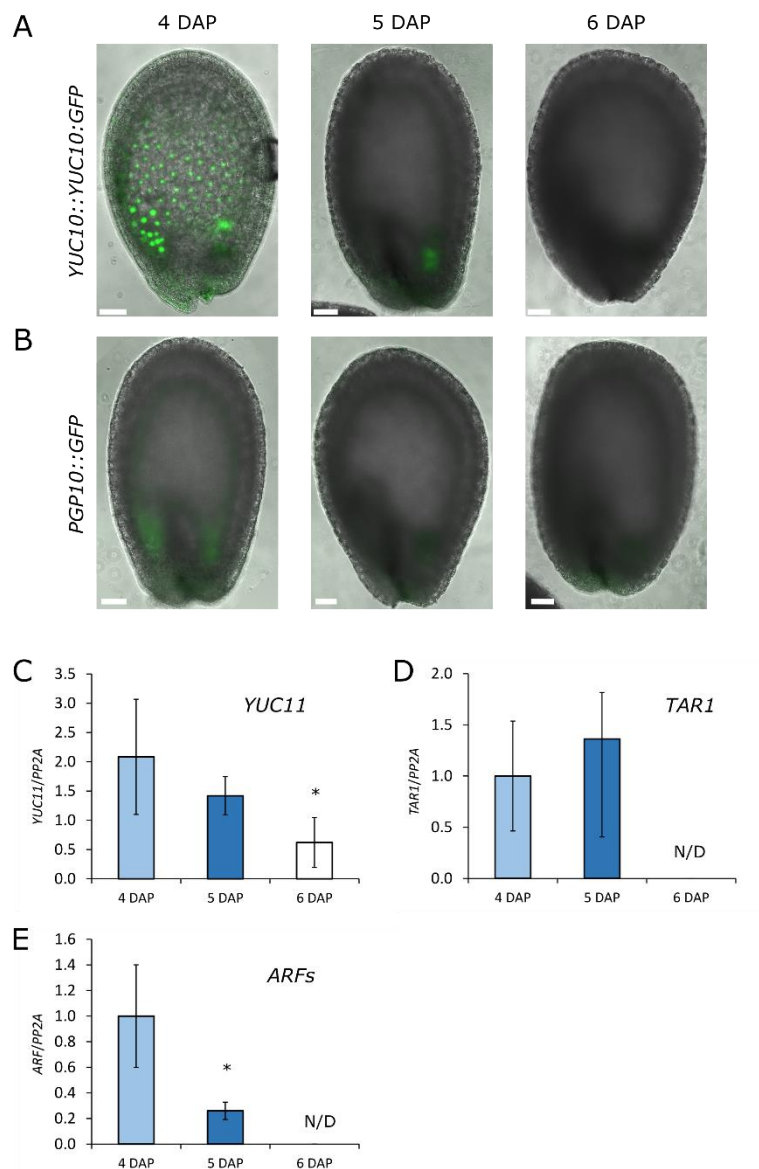 A
4 DAP 5 DAP 6 DAP
YUC10::YUC10:GFP
B
PGP10::GFP
C
YUC11
YUC11/PP2A
3.5
3.0
2.5
2.0
1.5
1.0
0.5
0.0
*
4 DAP 5 DAP 6 DAP
D
TAR1
TAR1/PP2A
2.0
1.5
1.0
0.5
0.0
N/D
4 DAP 5 DAP 6 DAP
E
ARFs
ARF/PP2A
1.6
1.4
1.2
1.0
0.8
0.6
0.4
0.2
0.0
*
N/D
4 DAP 5 DAP 6 DAP